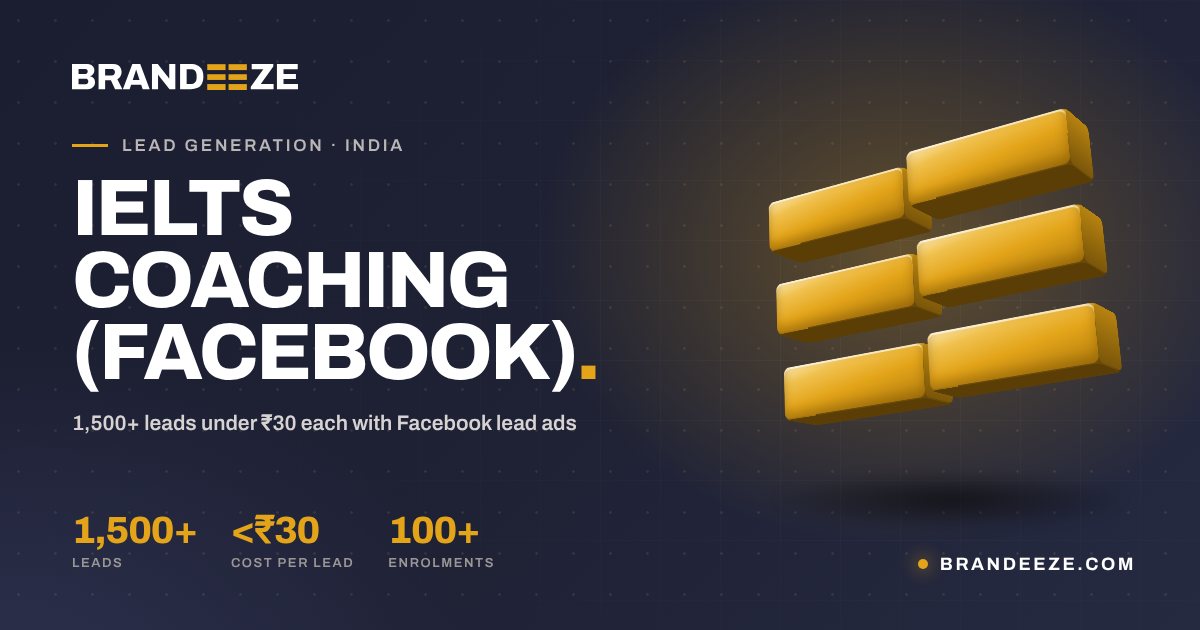 BRANDEEZE
LEAD GENERATION · INDIA
IELTS
COACHING
(FACEBOOK).
1,500+ leads under ₹30 each with Facebook lead ads
1,500+ <₹30 100+
LEADS COST PER LEAD ENROLMENTS
BRANDEEZE.COM